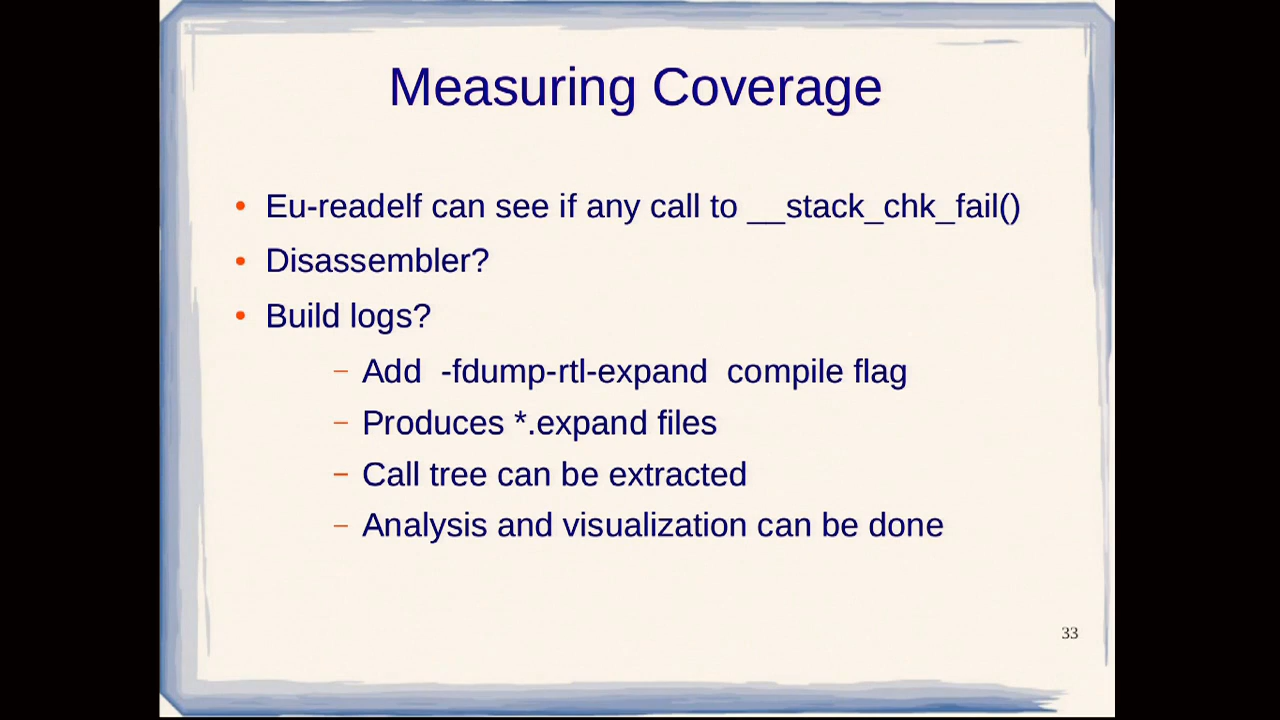 Measuring Coverage
• Eu-readelf can see if any call to __stack_chk_fail()
• Disassembler?
• Build logs?
– Add -fdump-rtl-expand compile flag
– Produces *.expand files
– Call tree can be extracted
– Analysis and visualization can be done
33